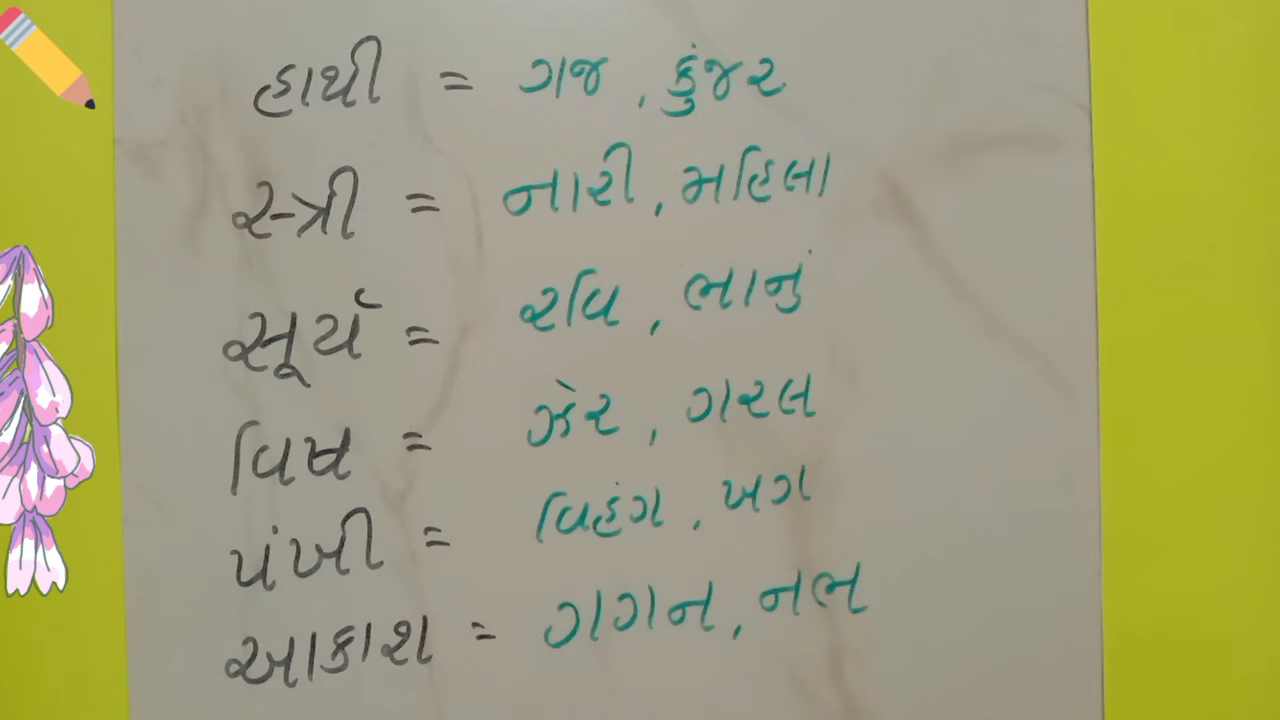 હાથી = ગજ , કુંજર
સ્ત્રી = નારી , મહિલા
સૂર્ય = રવિ , ભાનું
વિષ = ઝેર , ગરલ
પંખી = વિહંગ , ખગ
આકાશ = ગગન , નભ